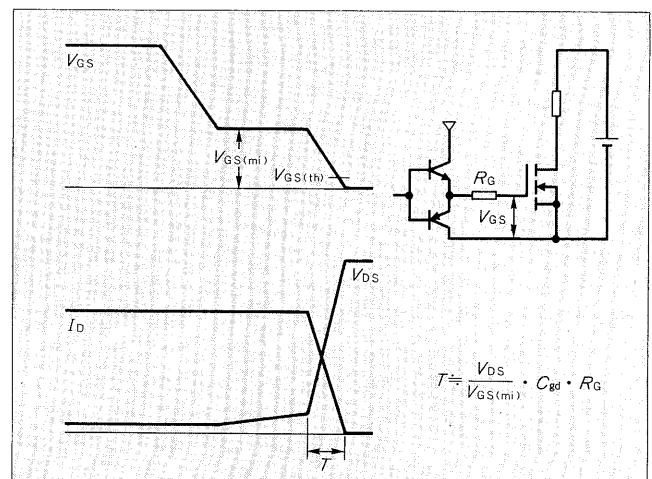 VGS
VGS(mi)
VGS(th)
RG
VGS
VDS
ID
T≒ VDS/VGS(mi) · Cgd · RG
T